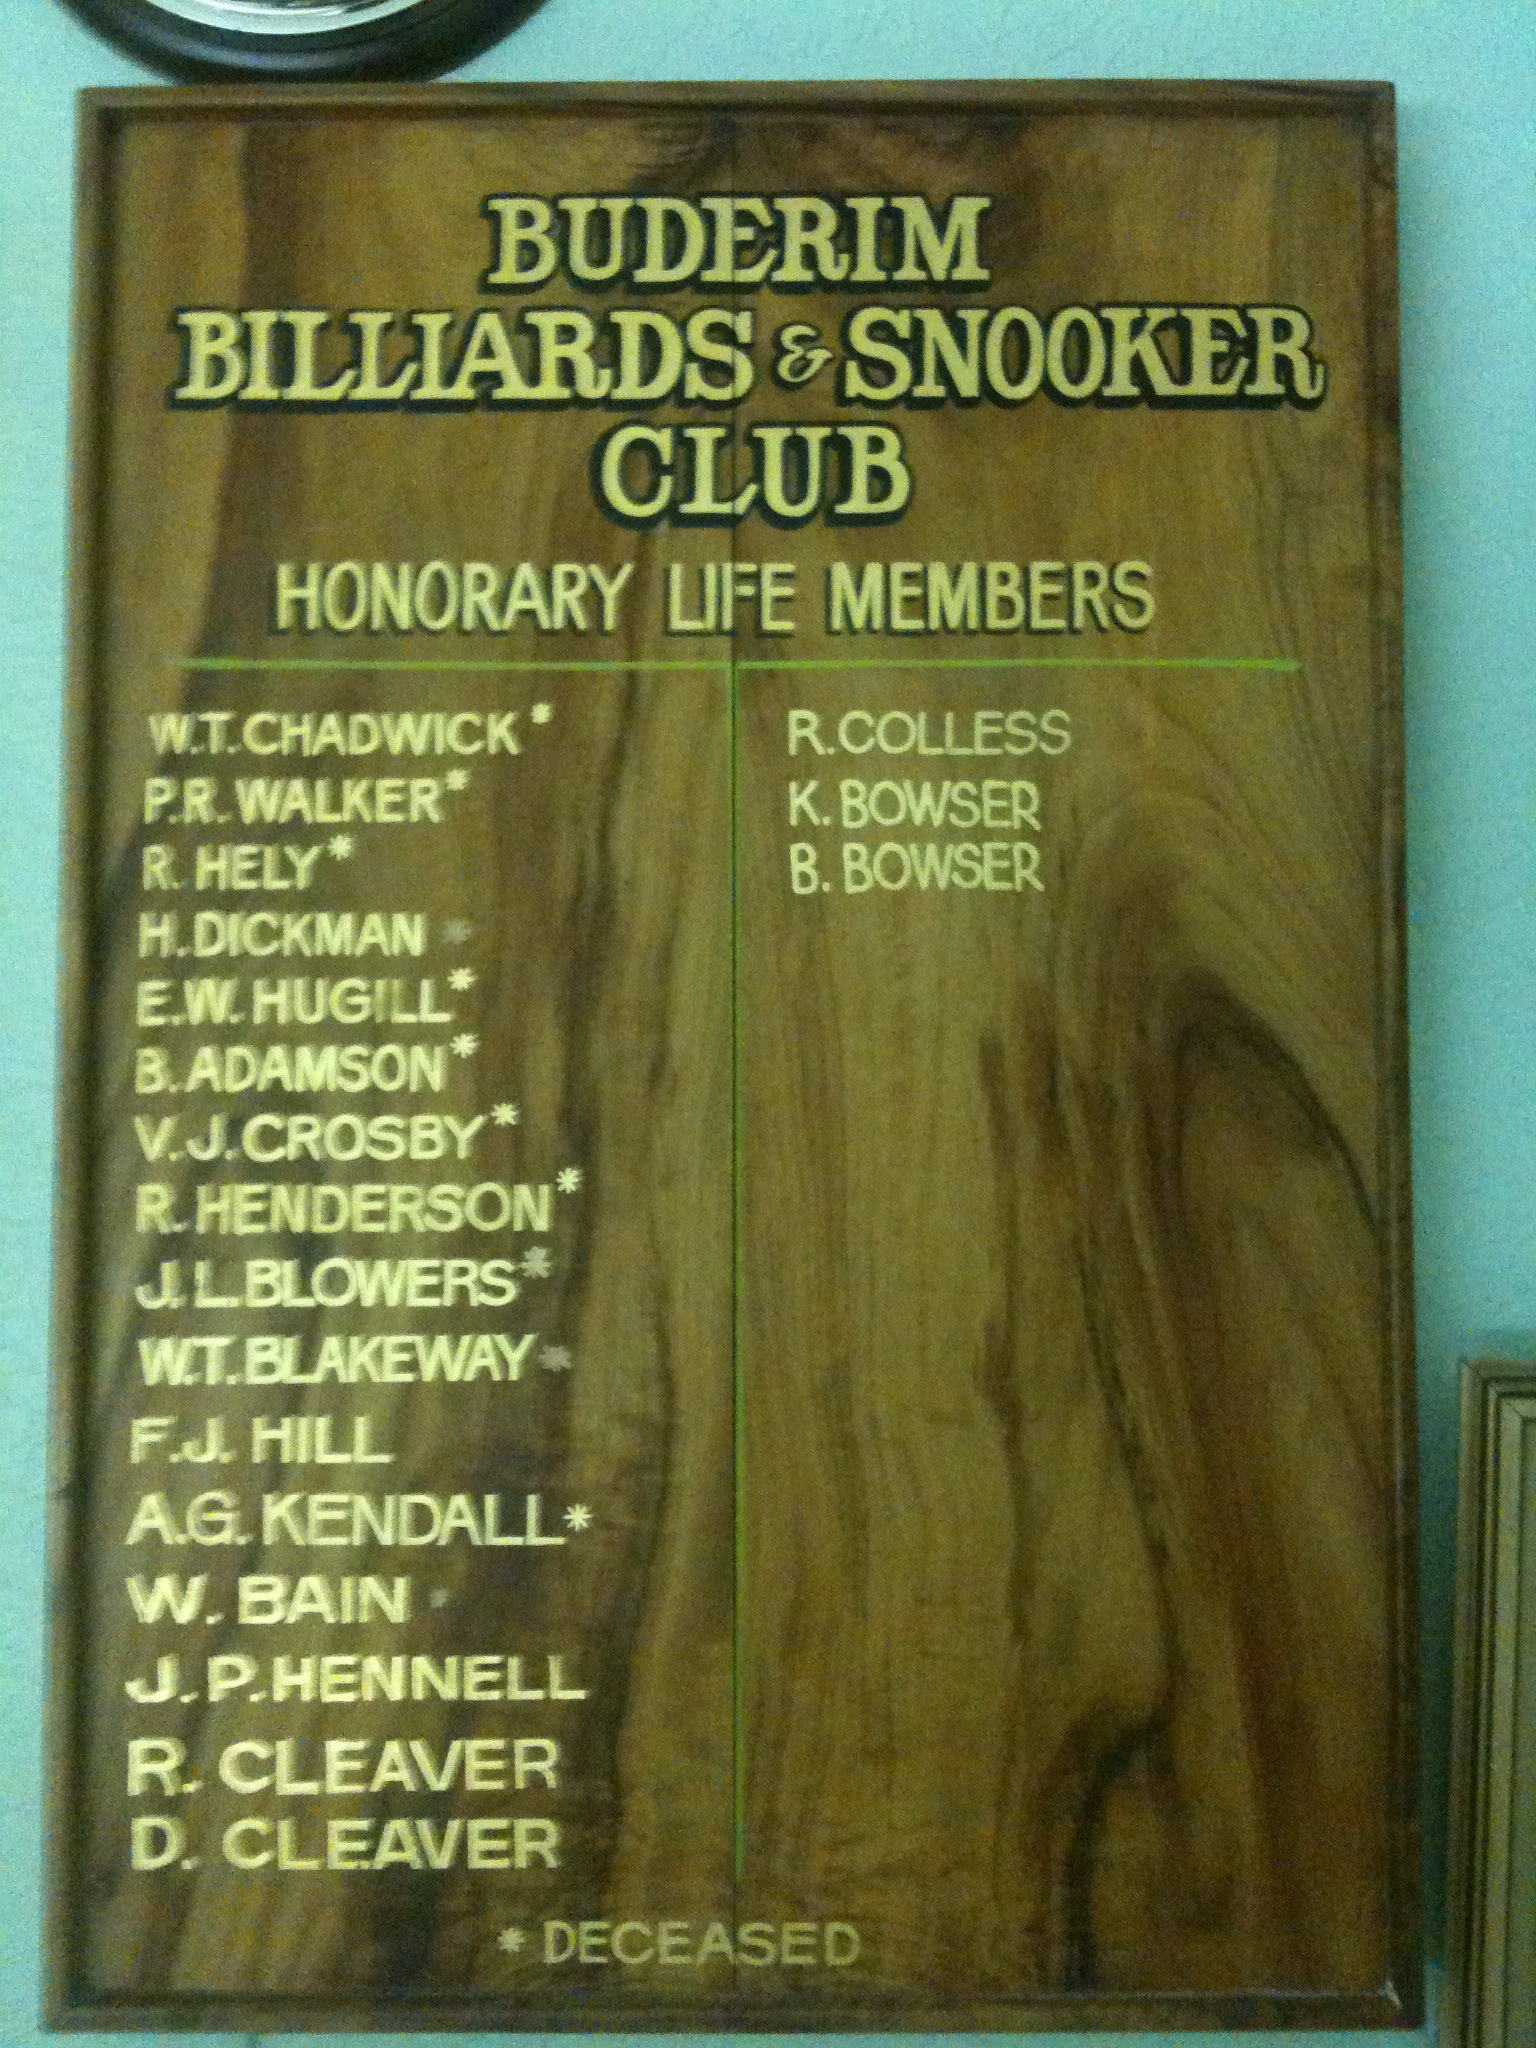 BUDERIM
BILLIARDS & SNOOKER
CLUB
HONORARY LIFE MEMBERS
W.T. CHADWICK *
P.R. WALKER *
R. HELY *
H. DICKMAN *
E.W. HUGILL *
B. ADAMSON *
V. J. CROSBY *
R. HENDERSON *
J. L. BLOWERS *
W.T. BLAKEWAY *
F.J. HILL
A.G. KENDALL *
W. BAIN *
J. P. HENNELL
R. CLEAVER
D. CLEAVER
R. COLLESS
K. BOWSER
B. BOWSER
* DECEASED